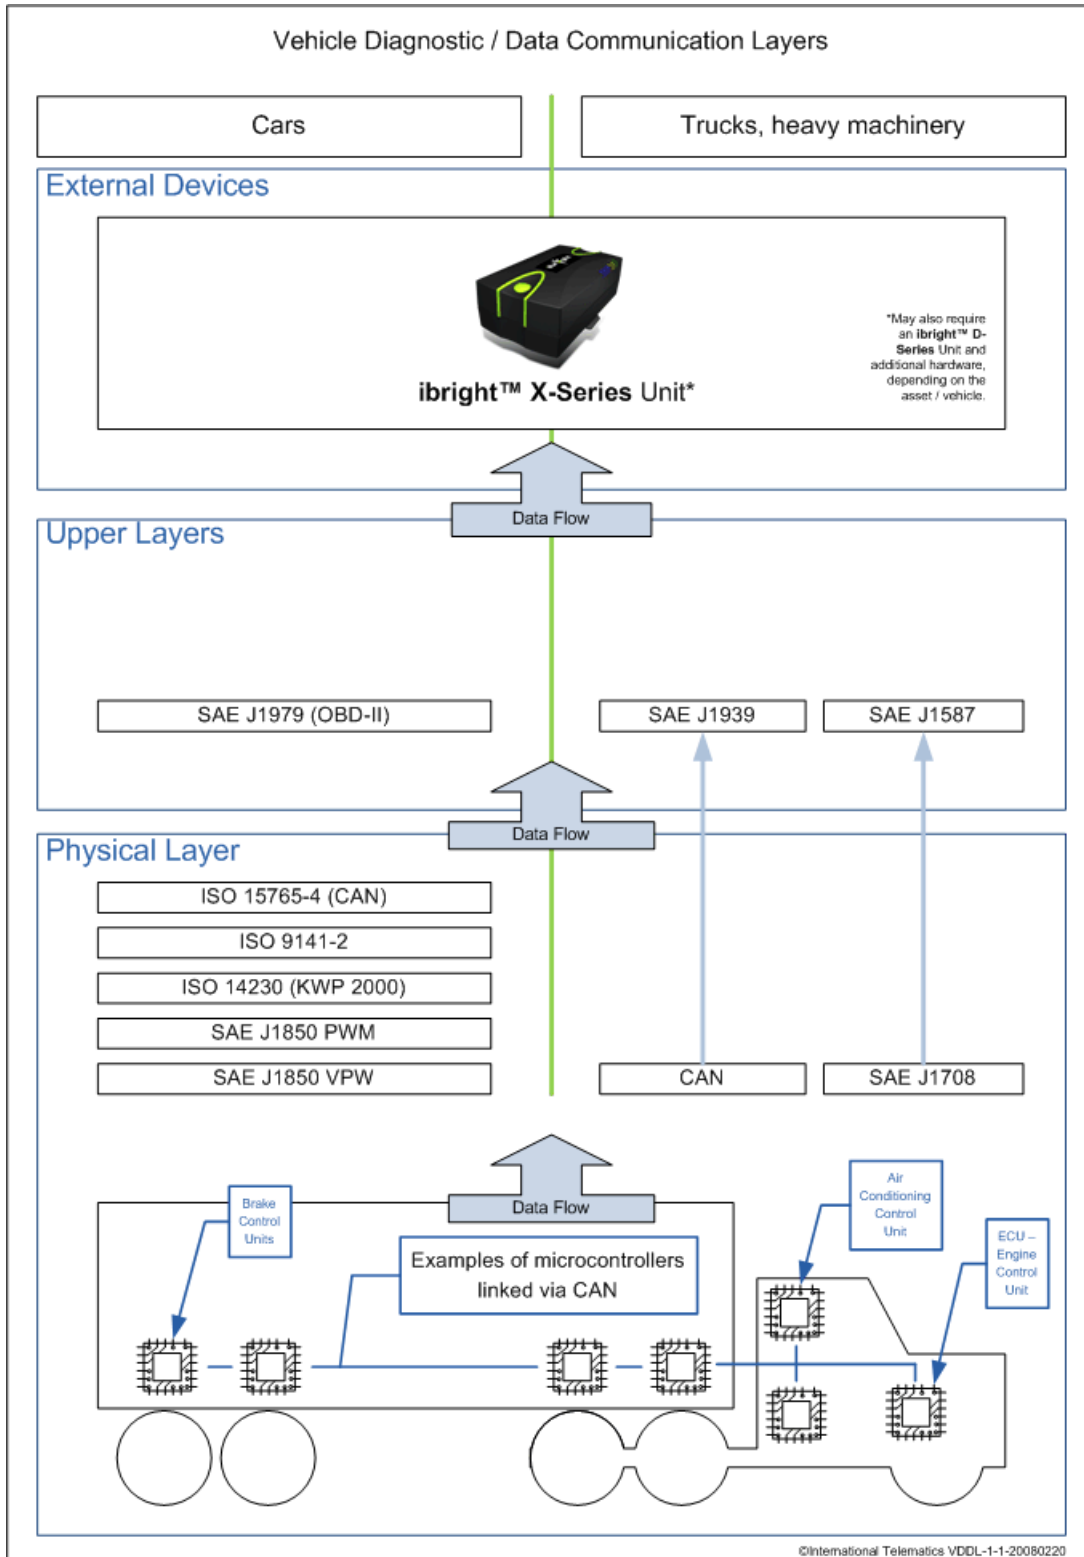 Vehicle Diagnostic / Data Communication Layers
Cars
Trucks, heavy machinery
External Devices
ibright™ X-Series Unit*
*May also require
an ibright™ D-
Series Unit and
additional hardware,
depending on the
asset / vehicle.
Data Flow
Upper Layers
SAE J1979 (OBD-II)
SAE J1939
SAE J1587
Data Flow
Physical Layer
ISO 15765-4 (CAN)
ISO 9141-2
ISO 14230 (KWP 2000)
SAE J1850 PWM
SAE J1850 VPW
CAN
SAE J1708
Data Flow
Brake
Control
Units
Examples of microcontrollers
linked via CAN
Air
Conditioning
Control
Unit
ECU –
Engine
Control
Unit
©International Telematics VDDL-1-1-20080220